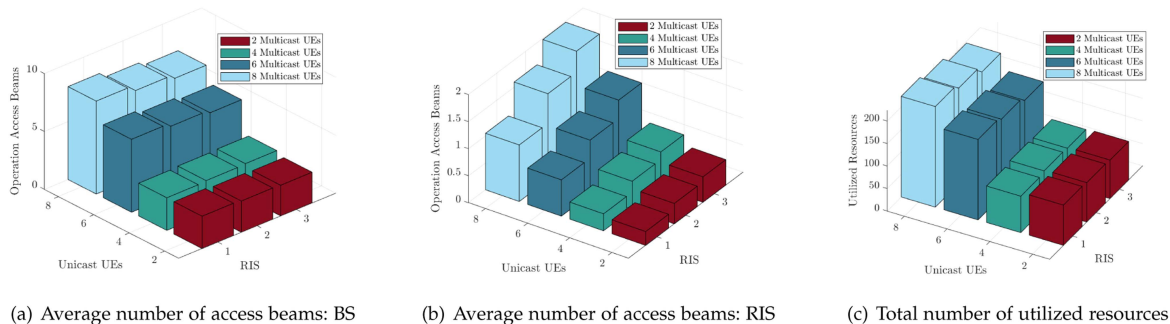 2 Multicast UEs
4 Multicast UEs
6 Multicast UEs
8 Multicast UEs
Operation Access Beams
10
5
0
8
6
4
2
Unicast UEs
1
2
3
RIS
(a) Average number of access beams: BS
2 Multicast UEs
4 Multicast UEs
6 Multicast UEs
8 Multicast UEs
Operation Access Beams
2
1.5
1
0.5
0
8
6
4
2
Unicast UEs
1
2
3
RIS
(b) Average number of access beams: RIS
2 Multicast UEs
4 Multicast UEs
6 Multicast UEs
8 Multicast UEs
Utilized Resources
200
150
100
50
0
8
6
4
2
Unicast UEs
1
2
3
RIS
(c) Total number of utilized resources